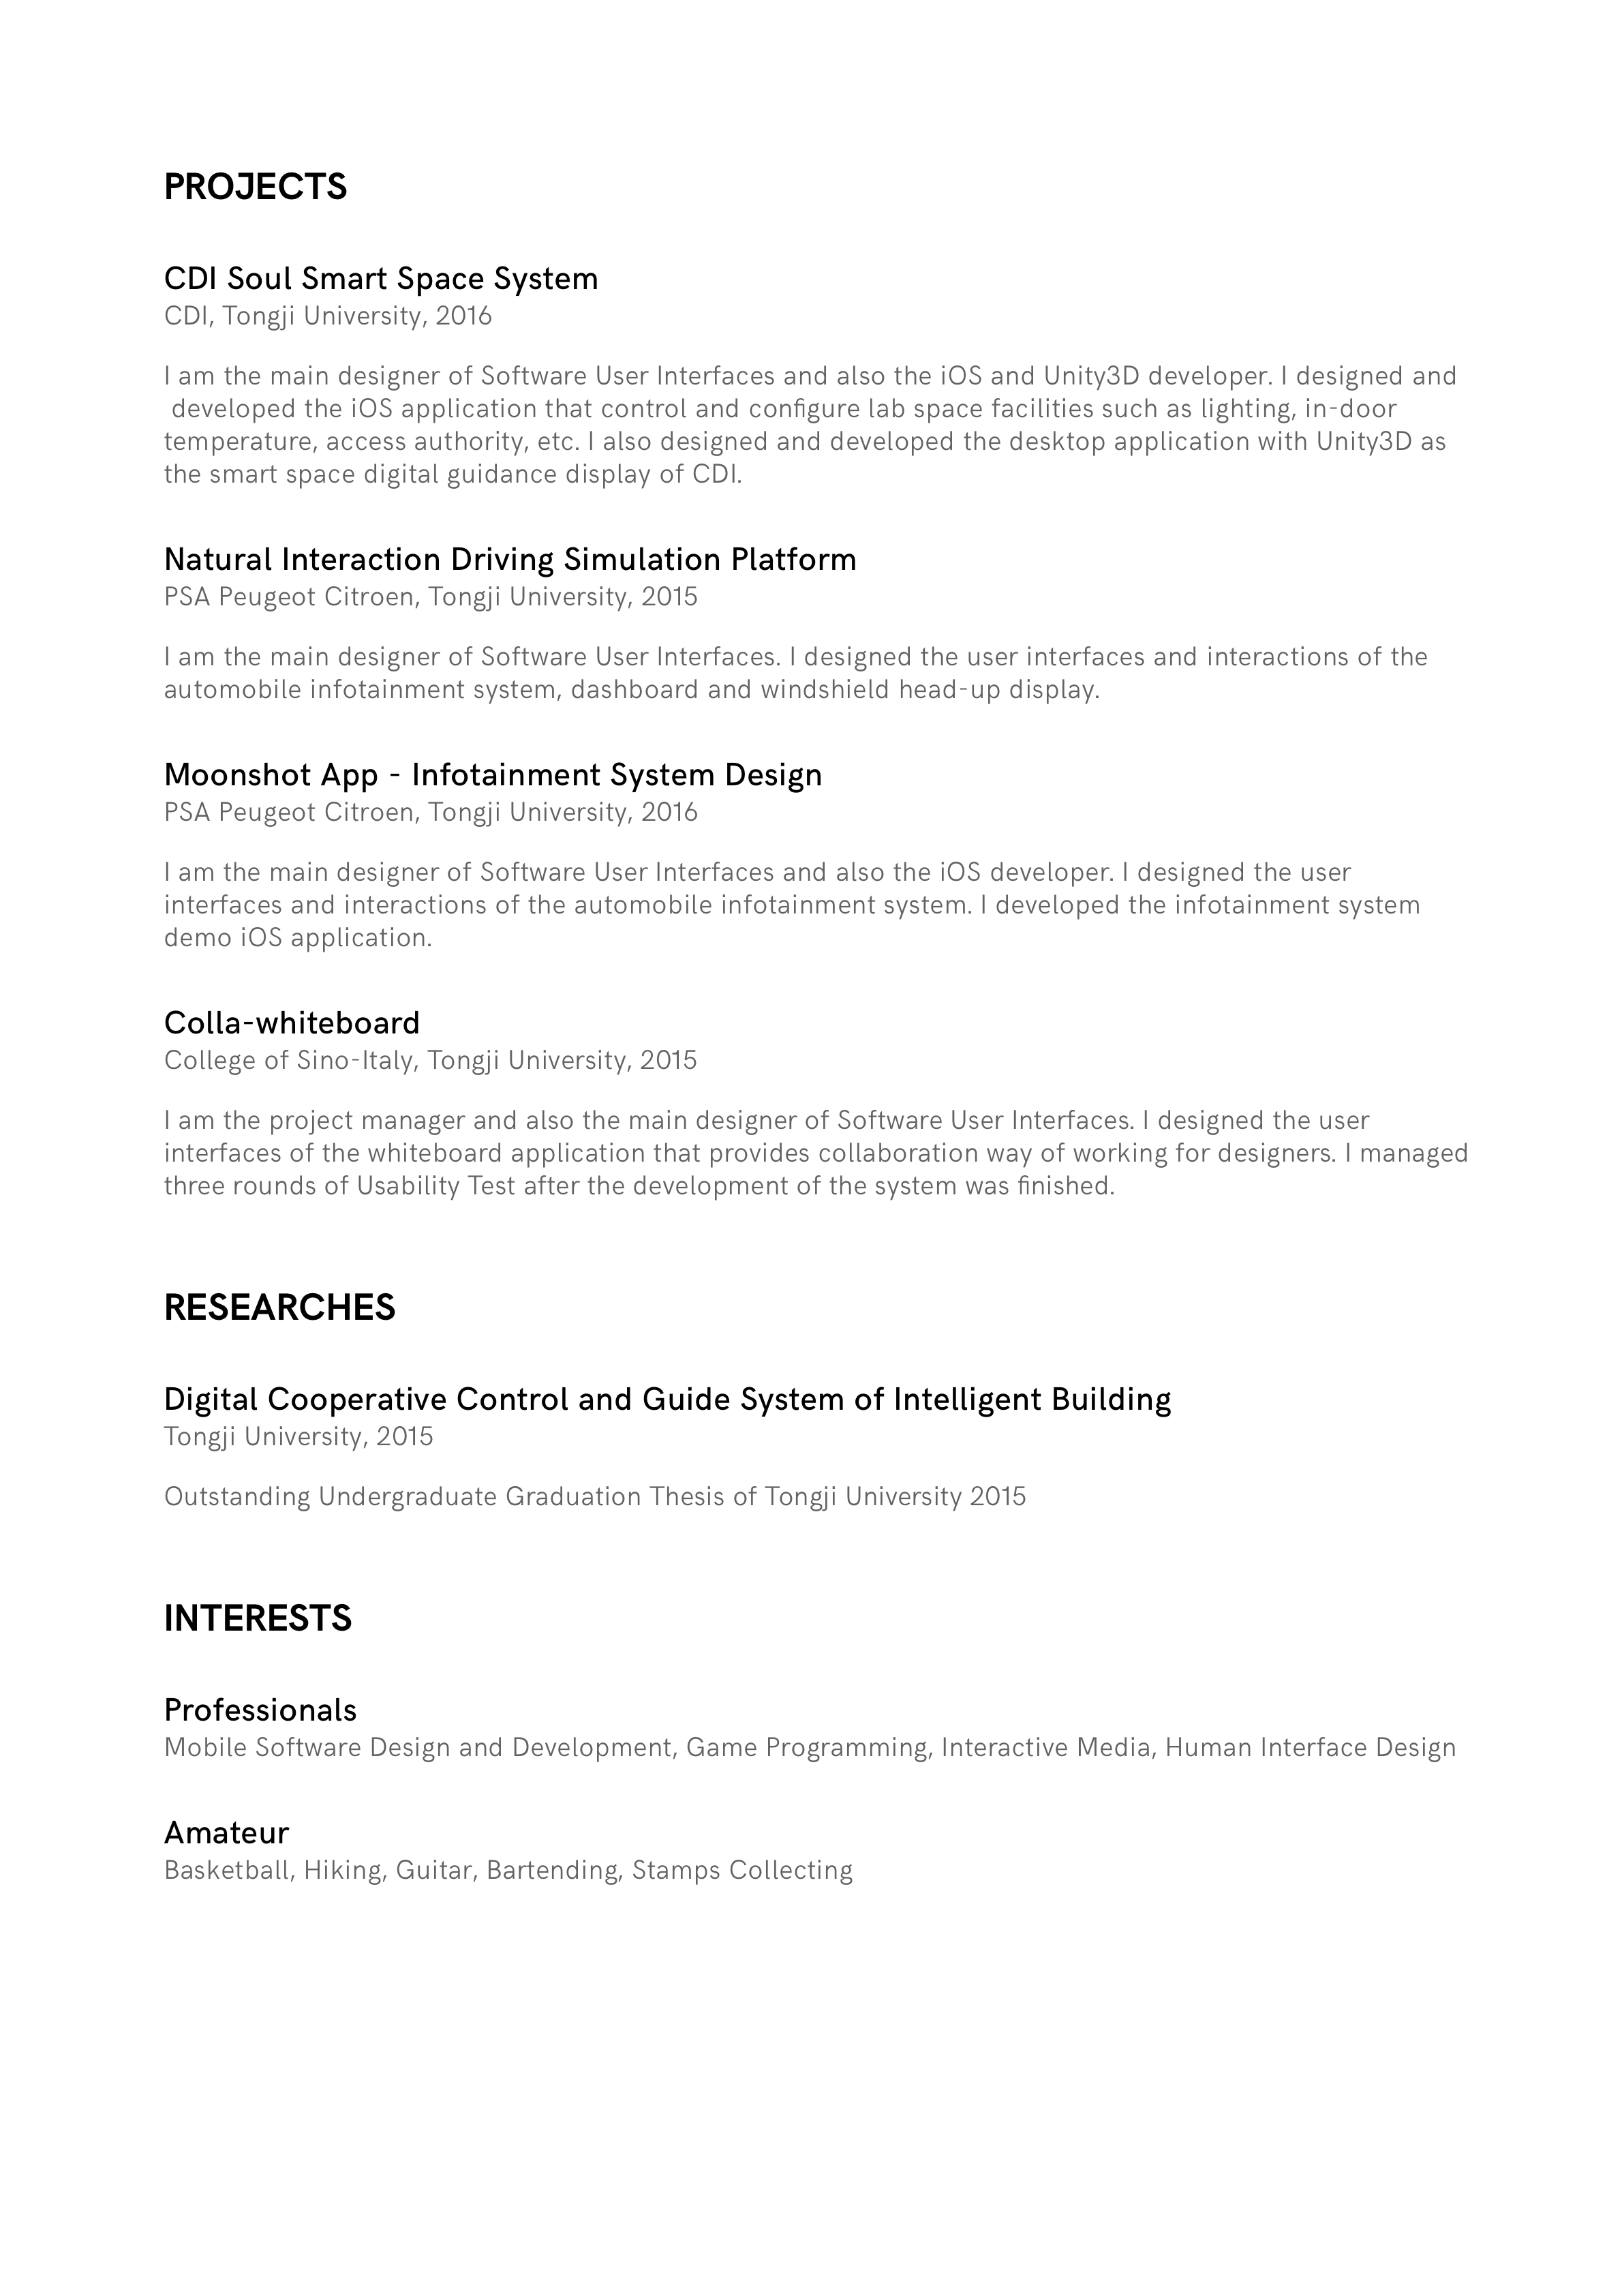 PROJECTS
CDI Soul Smart Space System
CDI, Tongji University, 2016
I am the main designer of Software User Interfaces and also the iOS and Unity3D developer. I designed and
developed the iOS application that control and configure lab space facilities such as lighting, in-door
temperature, access authority, etc. I also designed and developed the desktop application with Unity3D as
the smart space digital guidance display of CDI.
Natural Interaction Driving Simulation Platform
PSA Peugeot Citroen, Tongji University, 2015
I am the main designer of Software User Interfaces. I designed the user interfaces and interactions of the
automobile infotainment system, dashboard and windshield head-up display.
Moonshot App - Infotainment System Design
PSA Peugeot Citroen, Tongji University, 2016
I am the main designer of Software User Interfaces and also the iOS developer. I designed the user
interfaces and interactions of the automobile infotainment system. I developed the infotainment system
demo iOS application.
Colla-whiteboard
College of Sino-Italy, Tongji University, 2015
I am the project manager and also the main designer of Software User Interfaces. I designed the user
interfaces of the whiteboard application that provides collaboration way of working for designers. I managed
three rounds of Usability Test after the development of the system was finished.
RESEARCHES
Digital Cooperative Control and Guide System of Intelligent Building
Tongji University, 2015
Outstanding Undergraduate Graduation Thesis of Tongji University 2015
INTERESTS
Professionals
Mobile Software Design and Development, Game Programming, Interactive Media, Human Interface Design
Amateur
Basketball, Hiking, Guitar, Bartending, Stamps Collecting